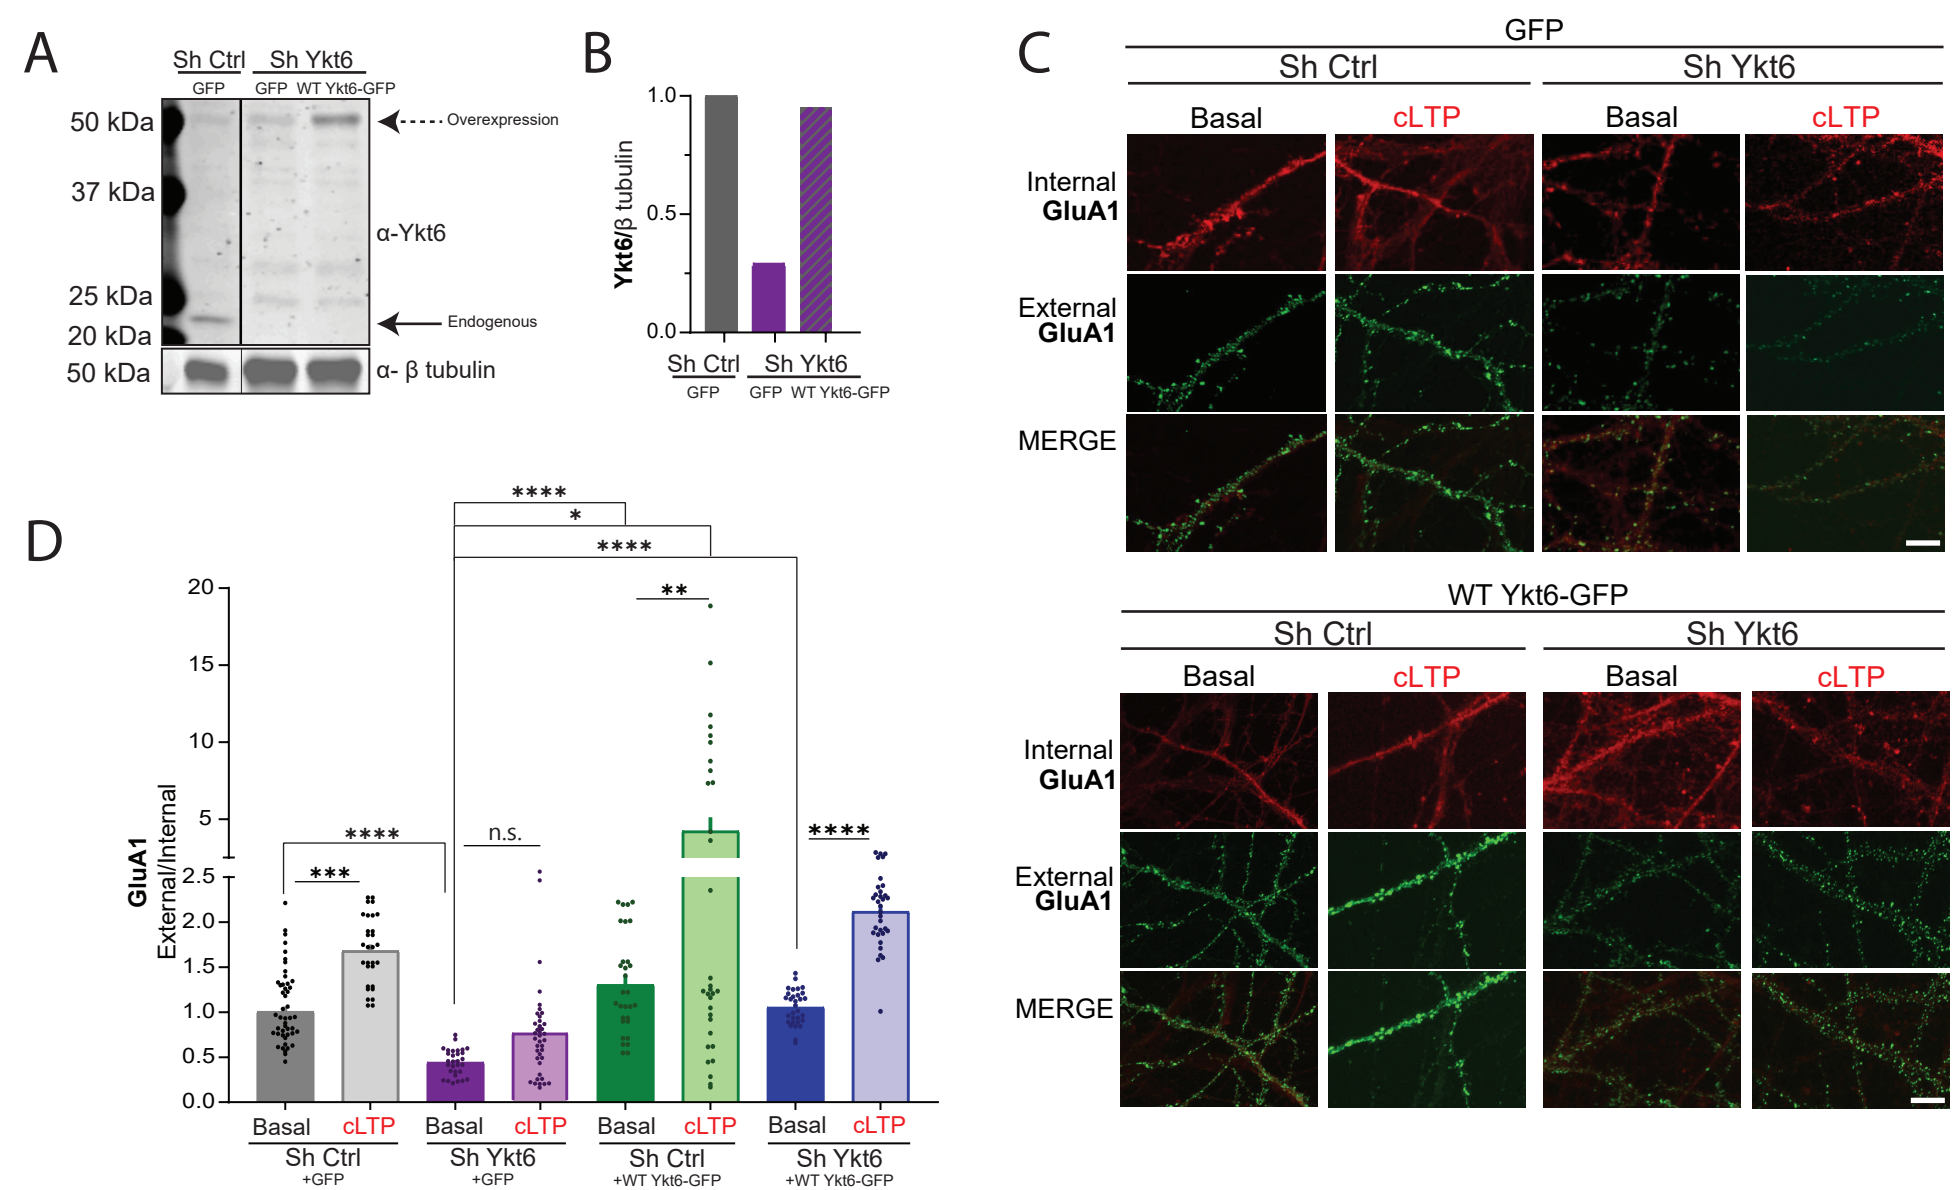 A
Sh Ctrl Sh Ykt6
GFP GFP WT Ykt6-GFP
50 kDa
Overexpression
37 kDa
α-Ykt6
25 kDa
Endogenous
20 kDa
50 kDa
α- β tubulin
B
Ykt6/β tubulin
1.0
0.5
0.0
Sh Ctrl Sh Ykt6
GFP GFP WT Ykt6-GFP
C
GFP
Sh Ctrl Sh Ykt6
Basal cLTP Basal cLTP
Internal
GluA1
External
GluA1
MERGE
WT Ykt6-GFP
Sh Ctrl Sh Ykt6
Basal cLTP Basal cLTP
Internal
GluA1
External
GluA1
MERGE
D
GluA1
External/Internal
****
*
****
**
20
15
10
5
2.5
2.0
1.5
1.0
0.5
0.0
****
***
n.s.
****
Basal cLTP Basal cLTP Basal cLTP Basal cLTP
Sh Ctrl Sh Ykt6 Sh Ctrl Sh Ykt6
+GFP +GFP +WT Ykt6-GFP +WT Ykt6-GFP